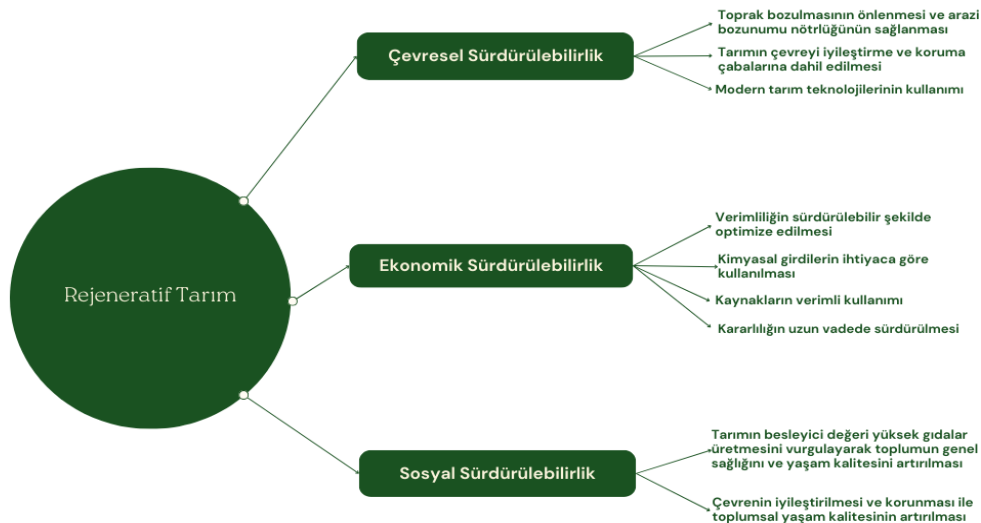 Rejeneratif Tarım
Çevresel Sürdürülebilirlik
Toprak bozulmasının önlenmesi ve arazi
bozunumu nötrlüğünün sağlanması
Tarımın çevreyi iyileştirme ve koruma
çabalarına dahil edilmesi
Modern tarım teknolojilerinin kullanımı
Ekonomik Sürdürülebilirlik
Verimliliğin sürdürülebilir şekilde
optimize edilmesi
Kimyasal girdilerin ihtiyaca göre
kullanılması
Kaynakların verimli kullanımı
Kararlılığın uzun vadede sürdürülmesi
Sosyal Sürdürülebilirlik
Tarımın besleyici değeri yüksek gıdalar
üretmesini vurgulayarak toplumun genel
sağlığını ve yaşam kalitesini artırılması
Çevrenin iyileştirilmesi ve korunması ile
toplumsal yaşam kalitesinin artırılması